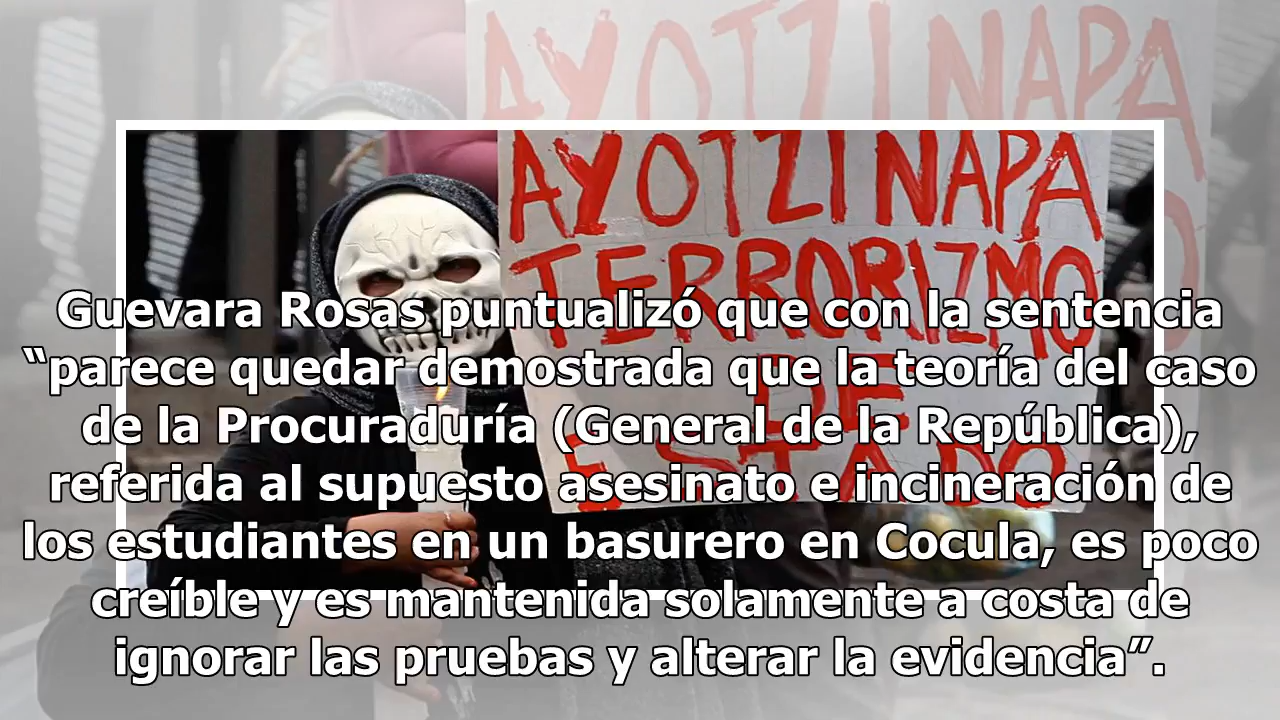 AYOTZINAPA
TERRORIZMO
DE
ESTADO
Guevara Rosas puntualizó que con la sentencia
“parece quedar demostrada que la teoría del caso
de la Procuraduría (General de la República),
referida al supuesto asesinato e incineración de
los estudiantes en un basurero en Cocula, es poco
creíble y es mantenida solamente a costa de
ignorar las pruebas y alterar la evidencia”.